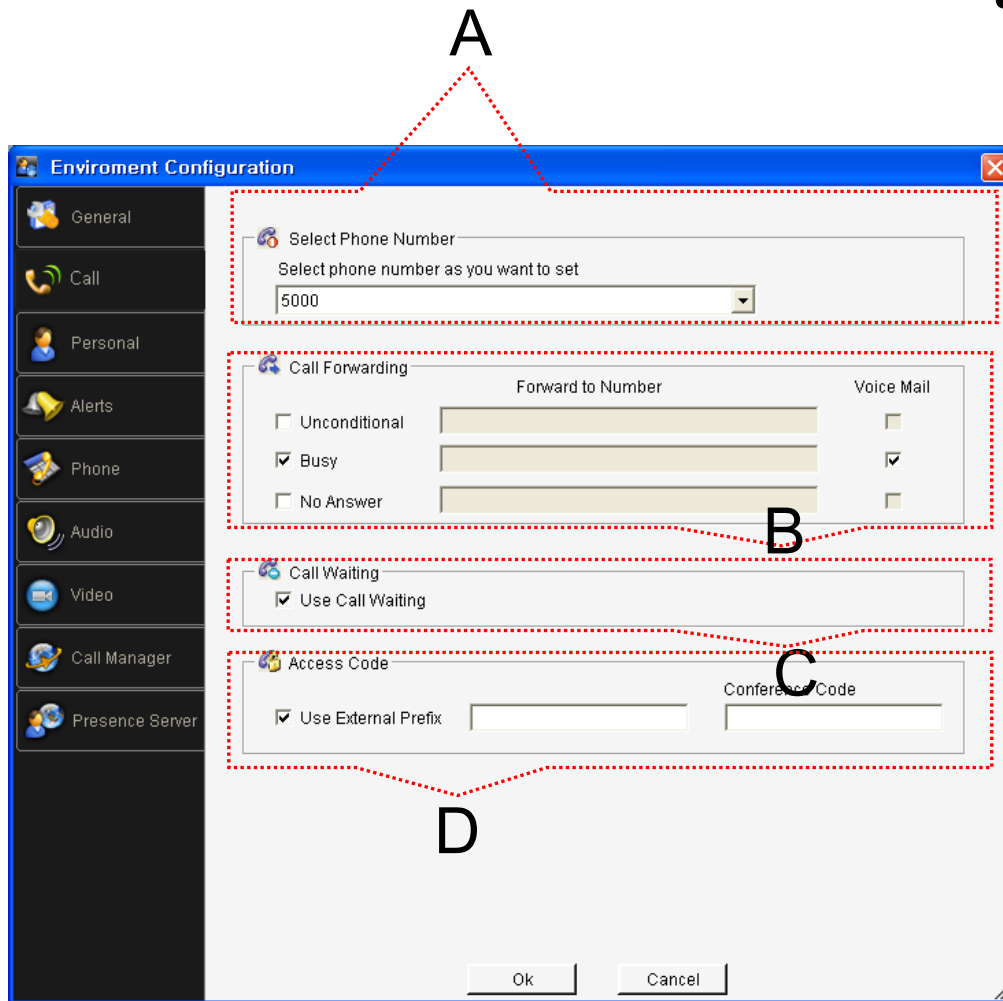 A
Enviroment Configuration
General
Call
Personal
Alerts
Phone
Audio
Video
Call Manager
Presence Server
Select Phone Number
Select phone number as you want to set
5000
Call Forwarding
Forward to Number Voice Mail
Unconditional
Busy
No Answer
B
Call Waiting
Use Call Waiting
C
Access Code
Conference Code
Use External Prefix
D
Ok Cancel